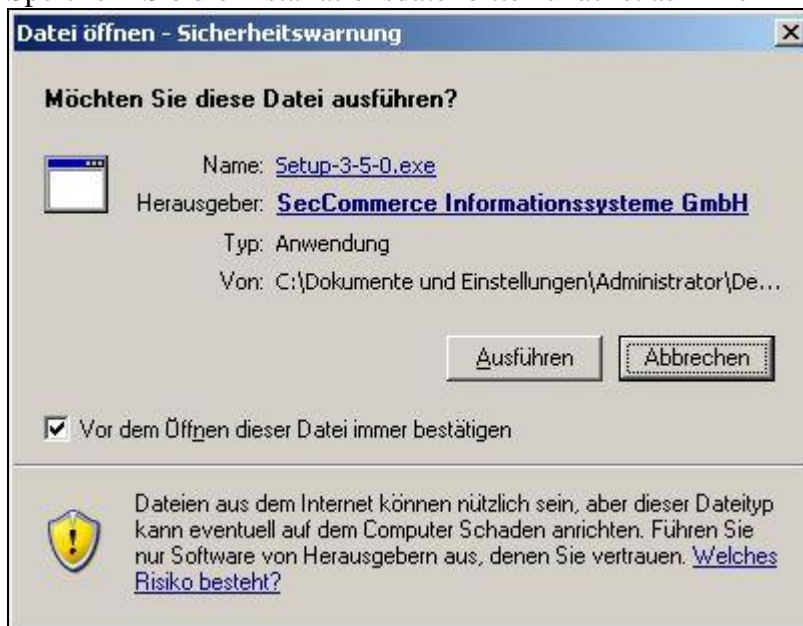 Datei öffnen - Sicherheitswarnung
Möchten Sie diese Datei ausführen?
Name: Setup-3-5-0.exe
Herausgeber: SecCommerce Informationssysteme GmbH
Typ: Anwendung
Von: C:\Dokumente und Einstellungen\Administrator\De...
Ausführen Abbrechen
Vor dem Öffnen dieser Datei immer bestätigen
Dateien aus dem Internet können nützlich sein, aber dieser Dateityp
kann eventuell auf dem Computer Schaden anrichten. Führen Sie
nur Software von Herausgebern aus, denen Sie vertrauen. Welches
Risiko besteht?